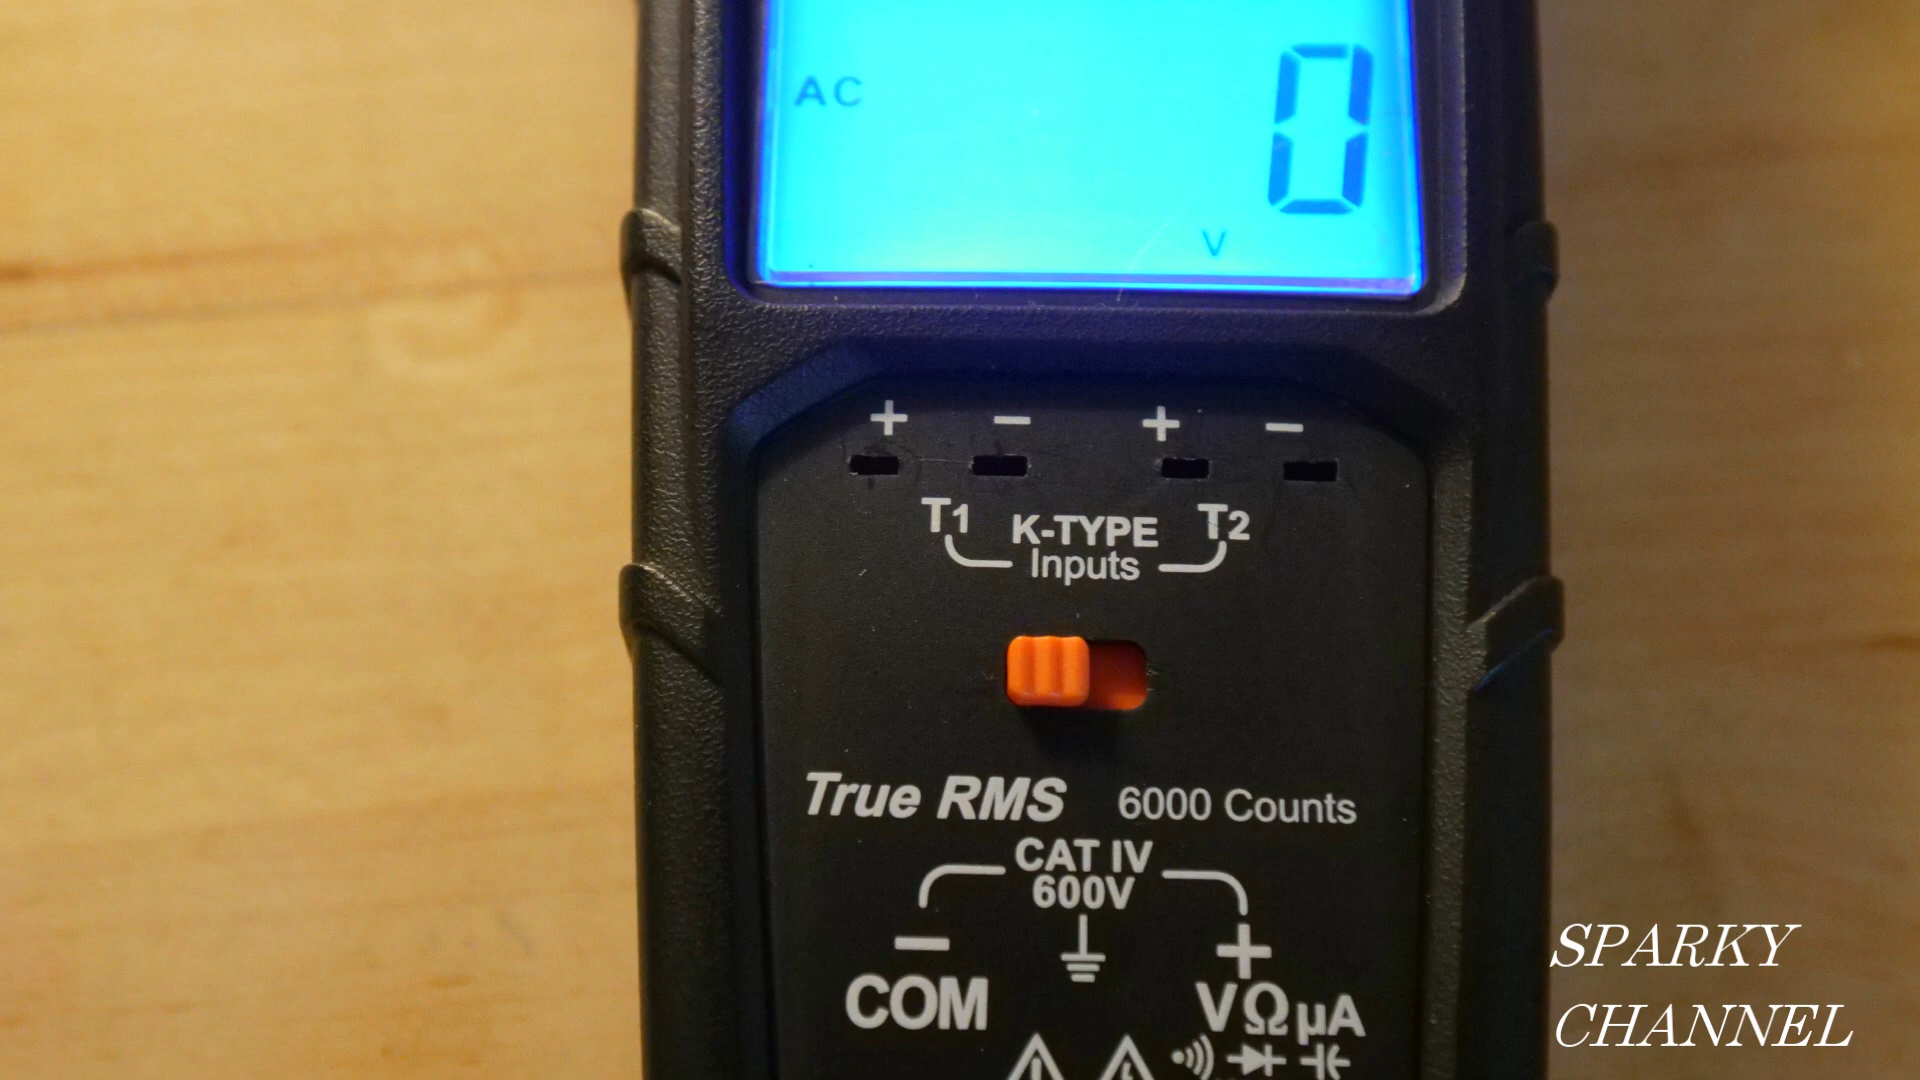 AC
0
V
+ − + −
T1 K-TYPE T2
Inputs
True RMS 6000 Counts
CAT IV
600V
− +
COM VΩμA
SPARKY
CHANNEL